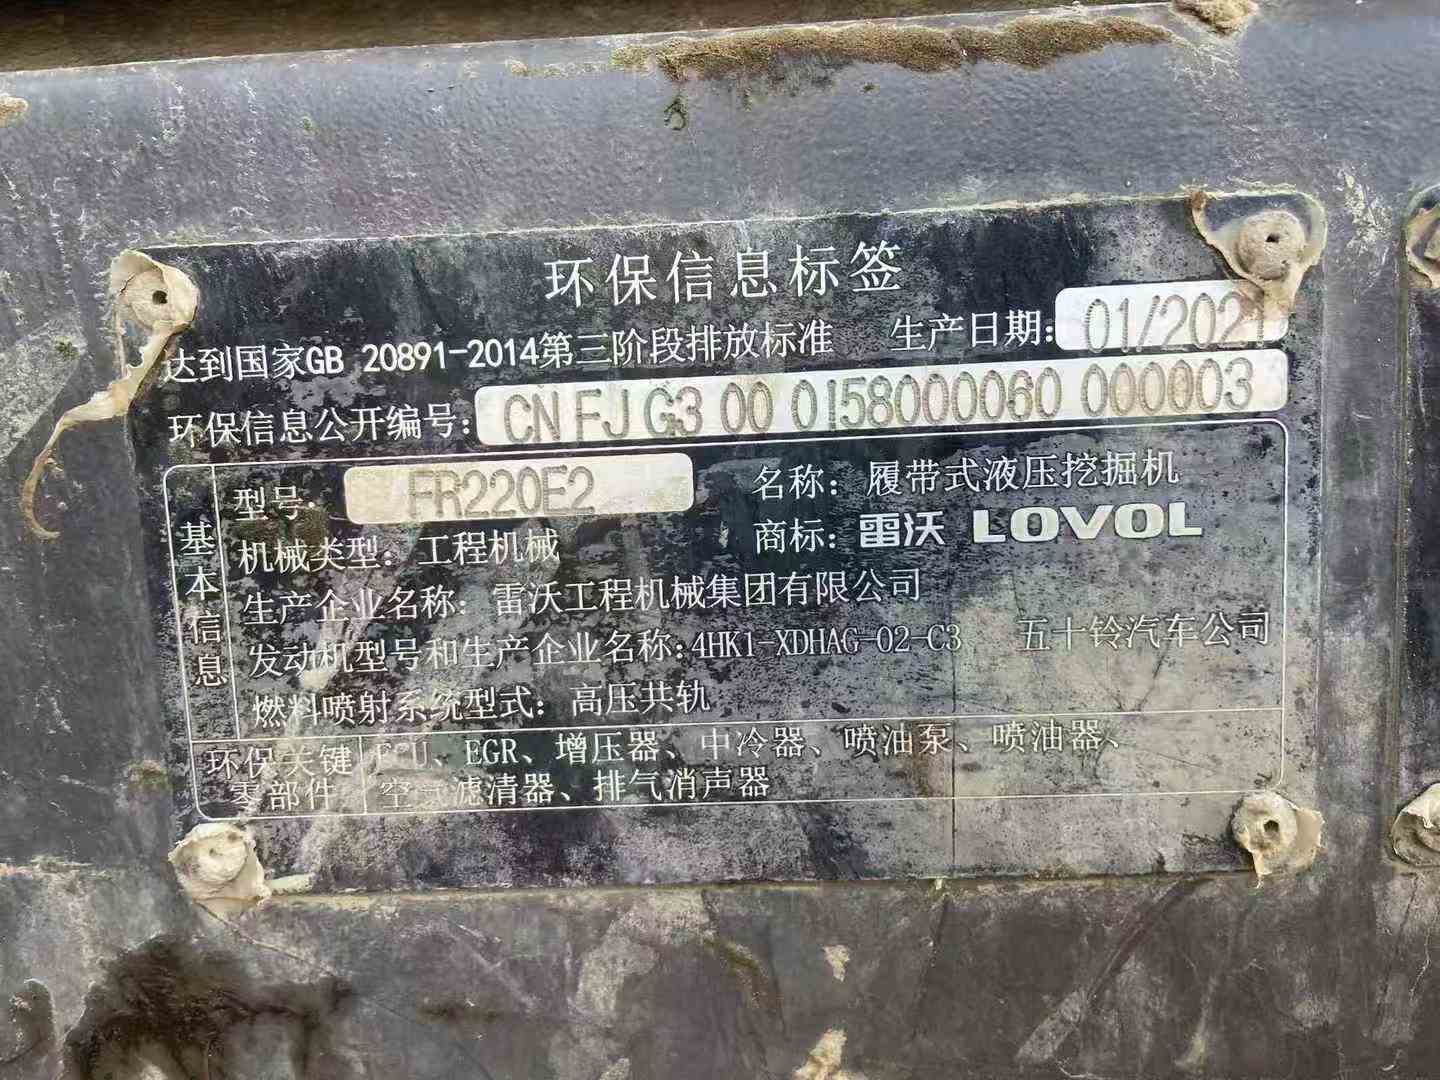 环保信息标签
达到国家GB 20891-2014第三阶段排放标准 生产日期: 01/2021
环保信息公开编号: CN FJ G3 00 0158000060 000003
基本信息
型号: FR220E2 名称: 履带式液压挖掘机
机械类型: 工程机械 商标: 雷沃 LOVOL
生产企业名称: 雷沃工程机械集团有限公司
发动机型号和生产企业名称: 4HK1-XDHAG-02-C3 五十铃汽车公司
燃料喷射系统型式: 高压共轨
环保关键零部件 ECU、EGR、增压器、中冷器、喷油泵、喷油器、
空气滤清器、排气消声器